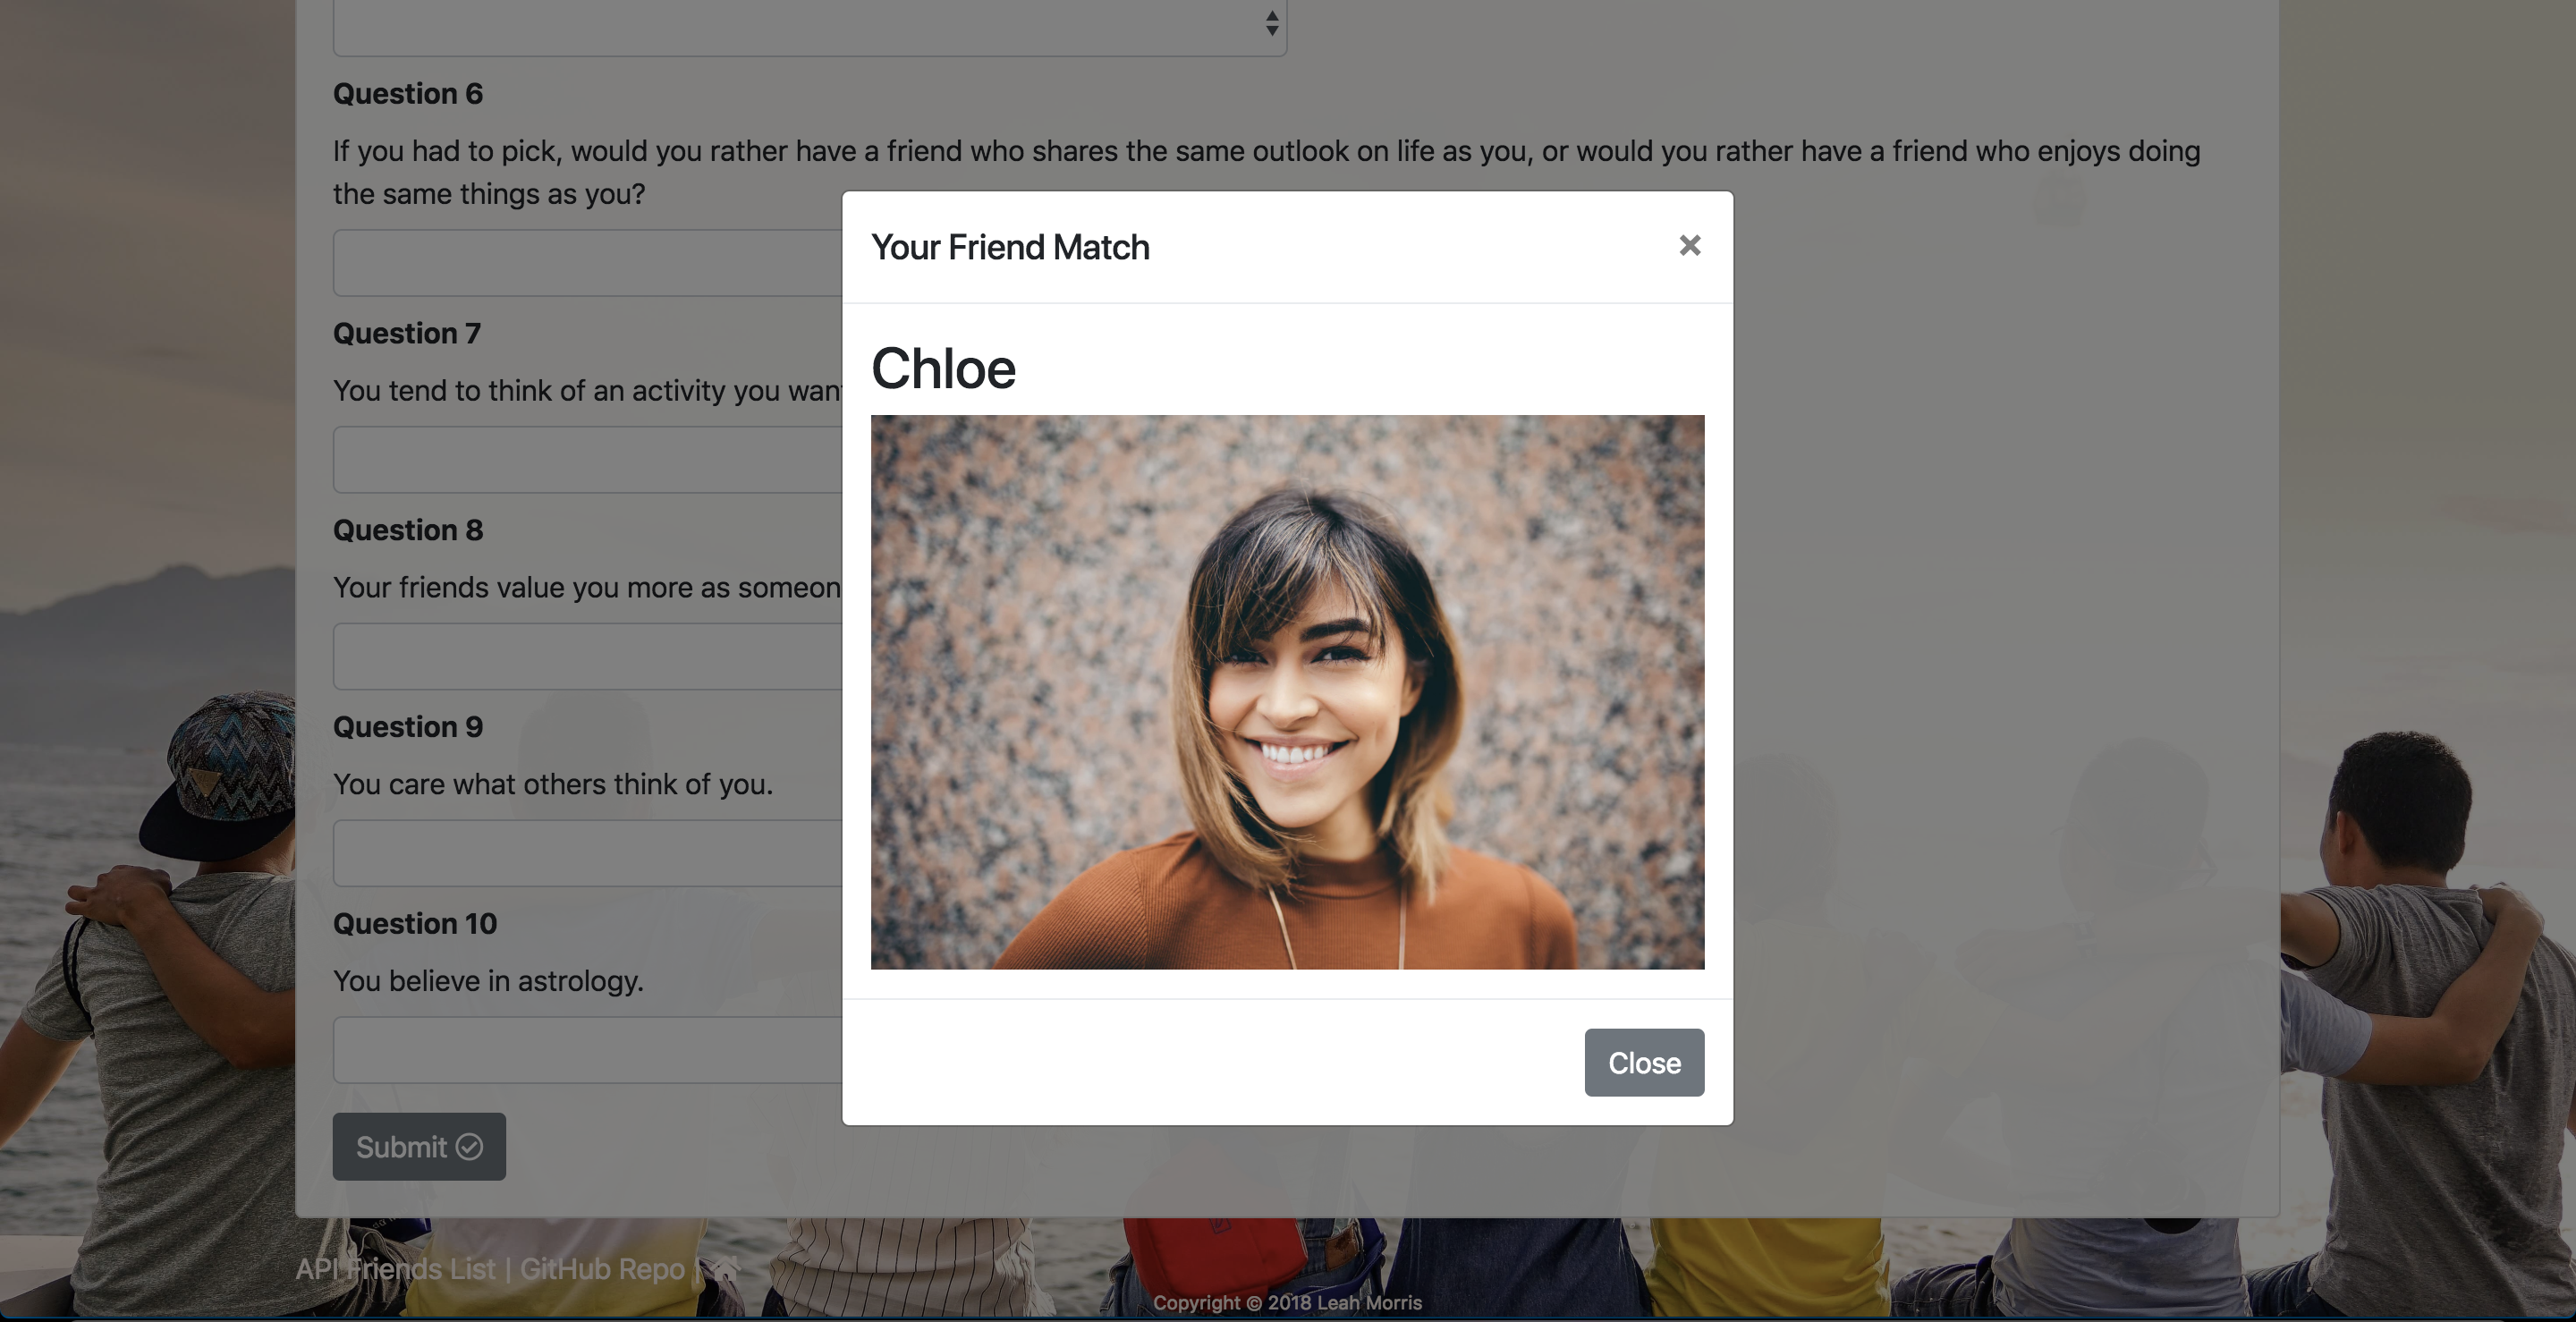 Question 6
If you had to pick, would you rather have a friend who shares the same outlook on life as you, or would you rather have a friend who enjoys doing
the same things as you?
Your Friend Match
×
Question 7
Chloe
You tend to think of an activity you want
Question 8
Your friends value you more as someon
Question 9
You care what others think of you.
Question 10
You believe in astrology.
Close
Submit
API Friends List | GitHub Repo |
Copyright © 2018 Leah Morris